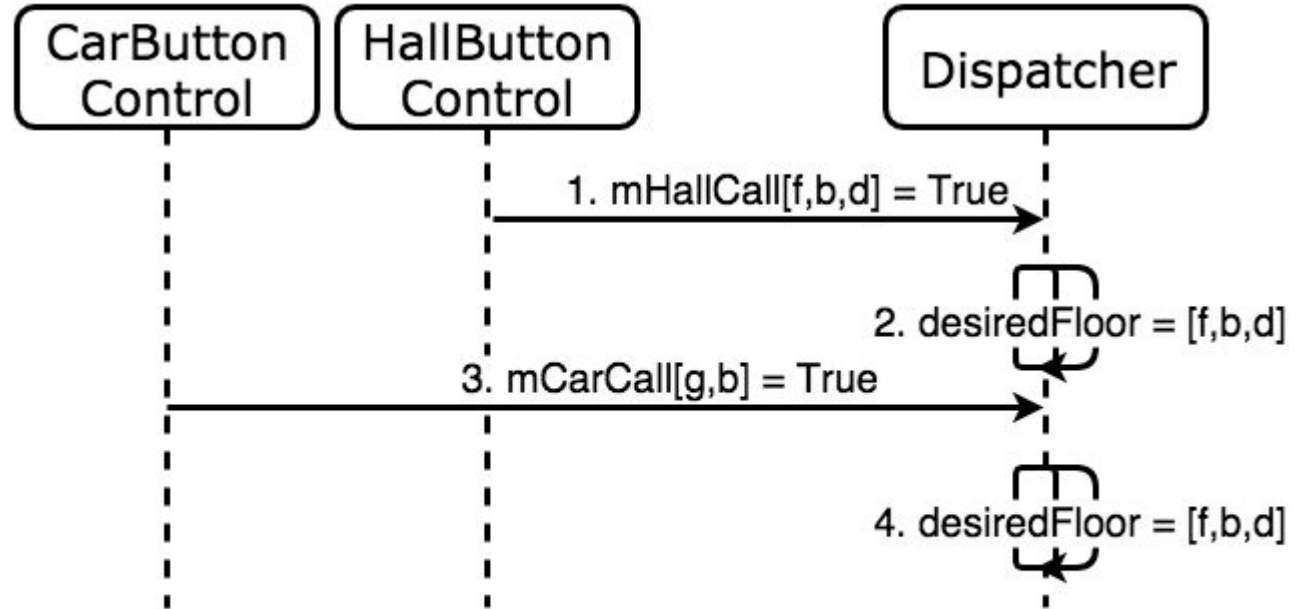 CarButton
Control
HallButton
Control
Dispatcher
1. mHallCall[f,b,d] = True
2. desiredFloor = [f,b,d]
3. mCarCall[g,b] = True
4. desiredFloor = [f,b,d]